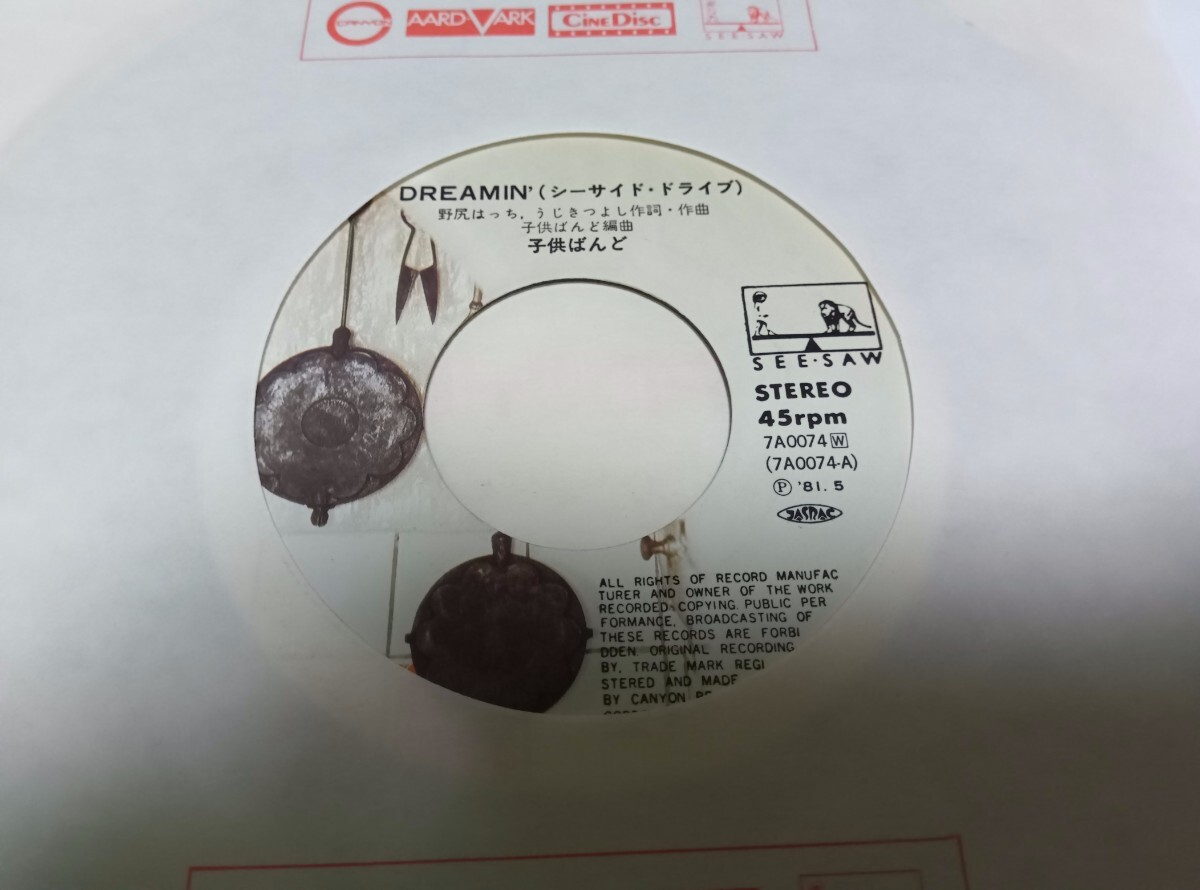 CANYON
AARD-VARK
CINE DISC
SEE・SAW
DREAMIN' (シーサイド・ドライブ)
野尻はっち, うじきつよし作詞・作曲
子供ばんど編曲
子供ばんど
SEE・SAW
STEREO
45rpm
7A0074 W
(7A0074-A)
Ⓟ '81. 5
JASRAC
ALL RIGHTS OF RECORD MANUFAC
TURER AND OWNER OF THE WORK
RECORDED COPYING. PUBLIC PER
FORMANCE, BROADCASTING OF
THESE RECORDS ARE FORBI
DDEN. ORIGINAL RECORDING
BY, TRADE MARK REGI
STERED AND MADE
BY CANYON